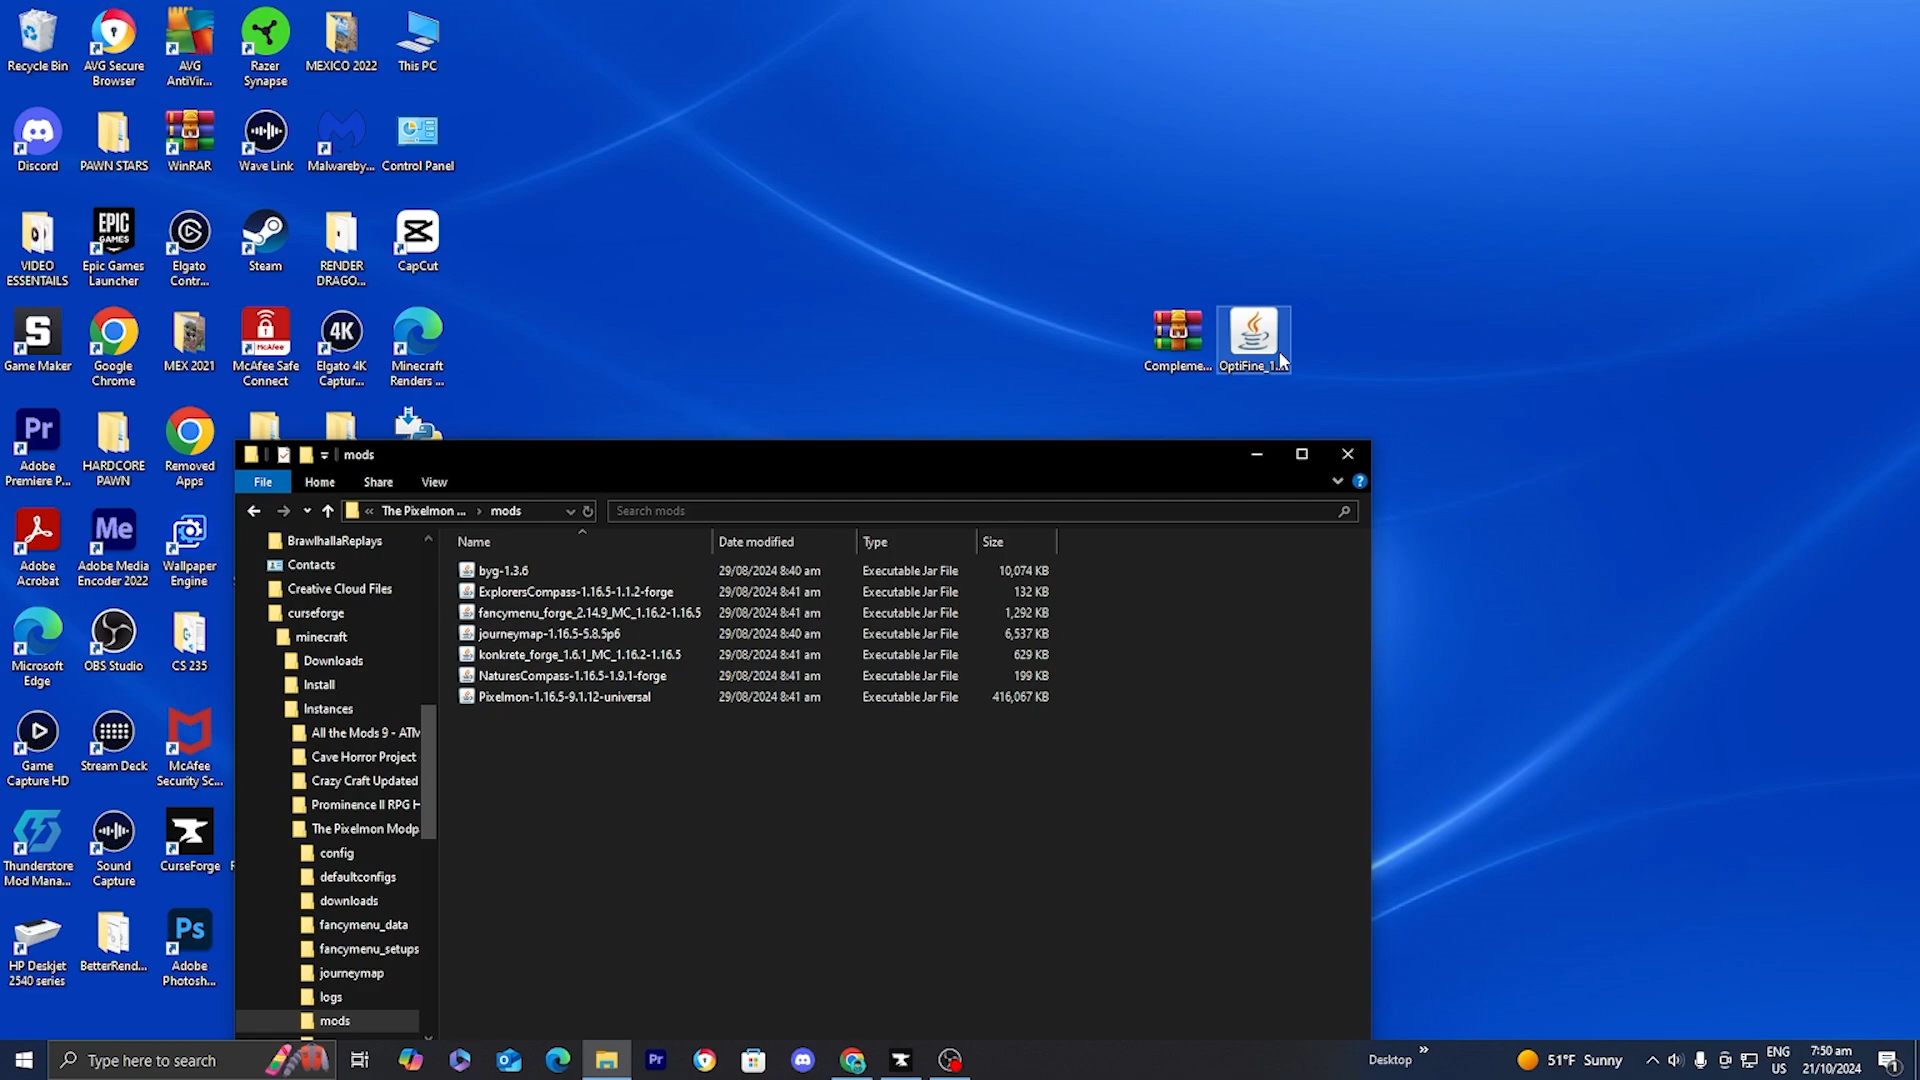 Recycle Bin
AVG Secure
Browser
AVG
AntiVir...
Razer
Synapse
MEXICO 2022
This PC
Discord
PAWN STARS
WinRAR
Wave Link
Malwareby...
Control Panel
VIDEO
ESSENTAILS
EPIC
GAMES
Epic Games
Launcher
Elgato
Contr...
Steam
RENDER
DRAGO...
CapCut
Game Maker
Google
Chrome
MEX 2021
McAfee
McAfee Safe
Connect
4K
Elgato 4K
Captur...
Minecraft
Renders ...
Compleme...
OptiFine_1...
Pr
Adobe
Premiere P...
HARDCORE
PAWN
Removed
Apps
Adobe
Acrobat
Me
Adobe Media
Encoder 2022
Wallpaper
Engine
Microsoft
Edge
OBS Studio
CS 235
Game
Capture HD
Stream Deck
McAfee
Security Sc...
Thunderstore
Mod Mana...
Sound
Capture
CurseForge
HP Deskjet
2540 series
BetterRend...
Ps
Adobe
Photosh...
mods
File
Home
Share
View
« The Pixelmon ... › mods
Search mods
BrawlhallaReplays
Contacts
Creative Cloud Files
curseforge
minecraft
Downloads
Install
Instances
All the Mods 9 - ATM
Cave Horror Project
Crazy Craft Updated
Prominence II RPG H
The Pixelmon Modp
config
defaultconfigs
downloads
fancymenu_data
fancymenu_setups
journeymap
logs
mods
Name Date modified Type Size
byg-1.3.6 29/08/2024 8:40 am Executable Jar File 10,074 KB
ExplorersCompass-1.16.5-1.1.2-forge 29/08/2024 8:41 am Executable Jar File 132 KB
fancymenu_forge_2.14.9_MC_1.16.2-1.16.5 29/08/2024 8:41 am Executable Jar File 1,292 KB
journeymap-1.16.5-5.8.5p6 29/08/2024 8:40 am Executable Jar File 6,537 KB
konkrete_forge_1.6.1_MC_1.16.2-1.16.5 29/08/2024 8:41 am Executable Jar File 629 KB
NaturesCompass-1.16.5-1.9.1-forge 29/08/2024 8:41 am Executable Jar File 199 KB
Pixelmon-1.16.5-9.1.12-universal 29/08/2024 8:41 am Executable Jar File 416,067 KB
Type here to search
Pr
Desktop
51°F Sunny
ENG
US
7:50 am
21/10/2024
1